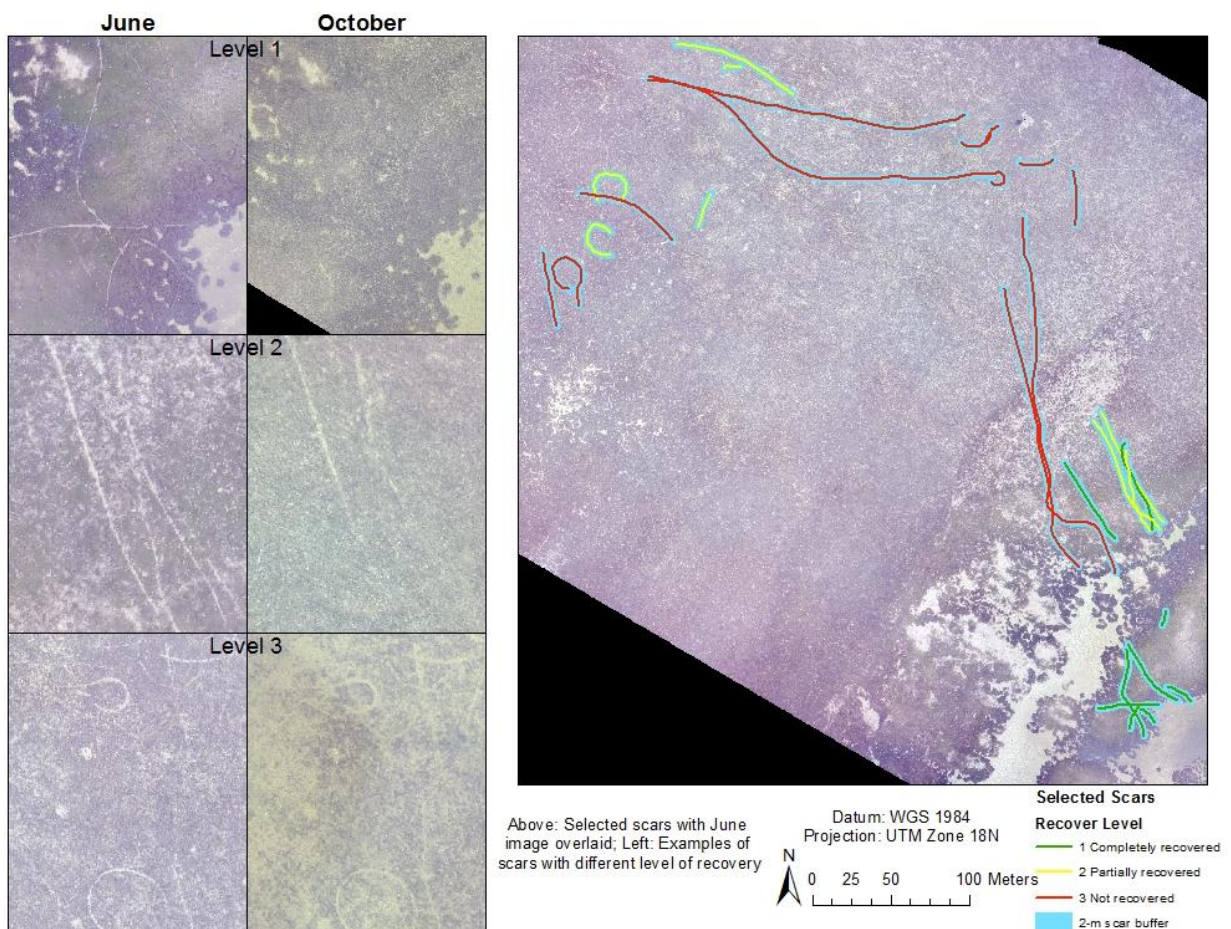 June
October
Level 1
Level 2
Level 3
Above: Selected scars with June
image overlaid; Left: Examples of
scars with different level of recovery
Datum: WGS 1984
Projection: UTM Zone 18N
N
0 25 50 100 Meters
Selected Scars
Recover Level
1 Completely recovered
2 Partially recovered
3 Not recovered
2-m scar buffer